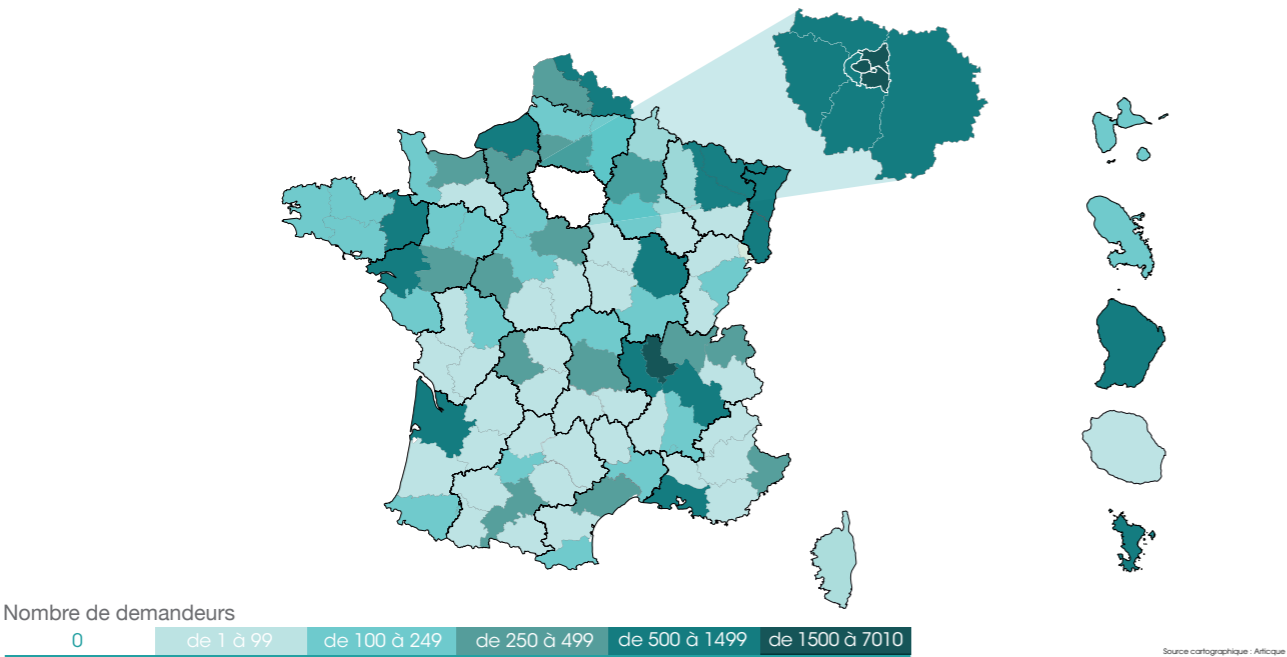 Nombre de demandeurs
0
de 1 à 99
de 100 à 249
de 250 à 499
de 500 à 1499
de 1500 à 7010
Source cartographique : Articque